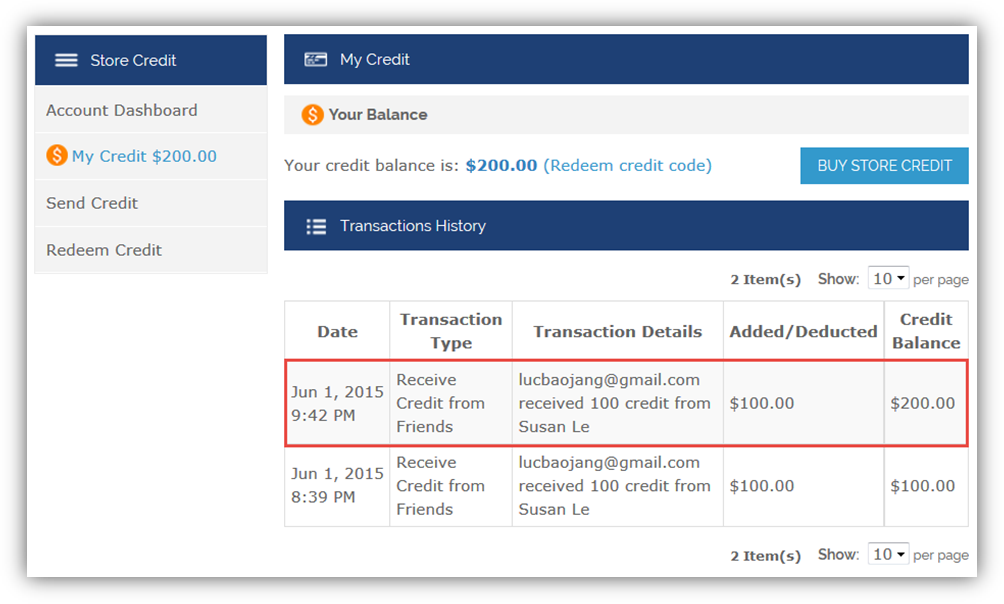 Store Credit
Account Dashboard
$ My Credit $200.00
Send Credit
Redeem Credit
My Credit
$ Your Balance
Your credit balance is: $200.00 (Redeem credit code)
BUY STORE CREDIT
Transactions History
2 Item(s) Show: 10 per page
Date
Transaction
Type
Transaction Details
Added/Deducted
Credit
Balance
Jun 1, 2015
9:42 PM
Receive
Credit from
Friends
lucbaojang@gmail.com
received 100 credit from
Susan Le
$100.00
$200.00
Jun 1, 2015
8:39 PM
Receive
Credit from
Friends
lucbaojang@gmail.com
received 100 credit from
Susan Le
$100.00
$100.00
2 Item(s) Show: 10 per page